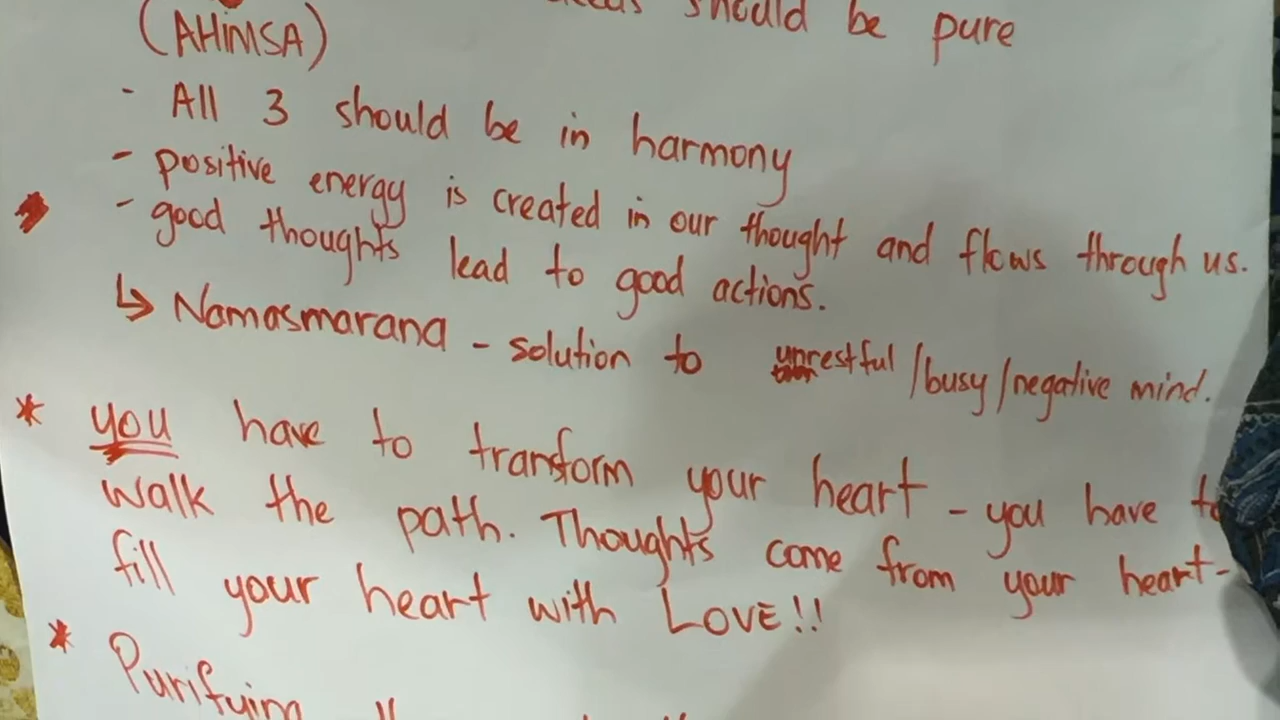 should be pure
(AHIMSA)
- All 3 should be in harmony
- positive energy is created in our thought and flows through us.
- good thoughts lead to good actions.
↳ Namasmarana - solution to unrestful /busy/negative mind.
* you have to transform your heart - you have to
walk the path. Thoughts come from your heart-
fill your heart with LOVE!!
* Purifying